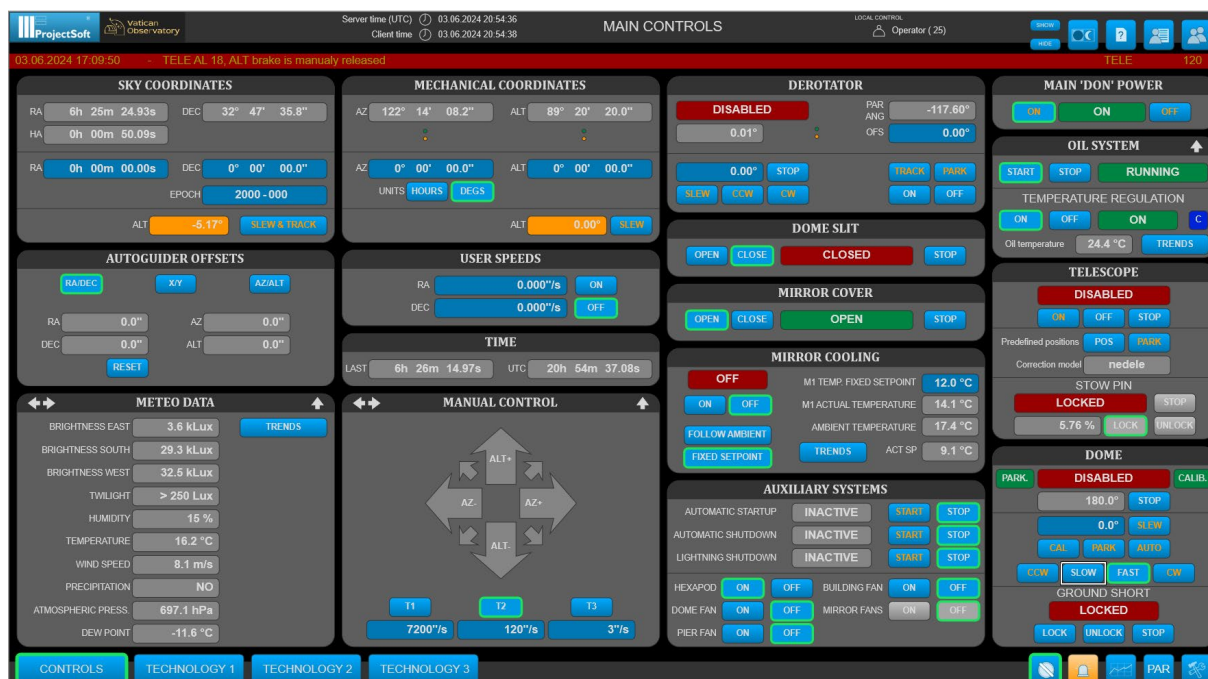 ProjectSoft
Vatican
Observatory
Server time (UTC) 03.06.2024 20:54:36
Client time 03.06.2024 20:54:38
MAIN CONTROLS
LOCAL CONTROL
Operator ( 25)
SHOW
HIDE
?
03.06.2024 17:09:50 - TELE AL 18, ALT brake is manualy released TELE 120
SKY COORDINATES
RA 6h 25m 24.93s DEC 32° 47' 35.8"
HA 0h 00m 50.09s
RA 0h 00m 00.00s DEC 0° 00' 00.0"
EPOCH 2000 - 000
ALT -5.17° SLEW & TRACK
AUTOGUIDER OFFSETS
RA/DEC X/Y AZ/ALT
RA 0.0" AZ 0.0"
DEC 0.0" ALT 0.0"
RESET
METEO DATA
BRIGHTNESS EAST 3.6 kLux TRENDS
BRIGHTNESS SOUTH 29.3 kLux
BRIGHTNESS WEST 32.5 kLux
TWILIGHT > 250 Lux
HUMIDITY 15 %
TEMPERATURE 16.2 °C
WIND SPEED 8.1 m/s
PRECIPITATION NO
ATMOSPHERIC PRESS. 697.1 hPa
DEW POINT -11.6 °C
MECHANICAL COORDINATES
AZ 122° 14' 08.2" ALT 89° 20' 20.0"
AZ 0° 00' 00.0" ALT 0° 00' 00.0"
UNITS HOURS DEGS
ALT 0.00° SLEW
USER SPEEDS
RA 0.000"/s ON
DEC 0.000"/s OFF
TIME
LAST 6h 26m 14.97s UTC 20h 54m 37.08s
MANUAL CONTROL
ALT+
AZ- AZ+
ALT-
T1 T2 T3
7200"/s 120"/s 3"/s
DEROTATOR
DISABLED PAR ANG -117.60°
0.01° OFS 0.00°
0.00° STOP TRACK PARK
SLEW CCW CW ON OFF
DOME SLIT
OPEN CLOSE CLOSED STOP
MIRROR COVER
OPEN CLOSE OPEN STOP
MIRROR COOLING
OFF M1 TEMP. FIXED SETPOINT 12.0 °C
ON OFF M1 ACTUAL TEMPERATURE 14.1 °C
FOLLOW AMBIENT AMBIENT TEMPERATURE 17.4 °C
FIXED SETPOINT TRENDS ACT SP 9.1 °C
AUXILIARY SYSTEMS
AUTOMATIC STARTUP INACTIVE START STOP
AUTOMATIC SHUTDOWN INACTIVE START STOP
LIGHTNING SHUTDOWN INACTIVE START STOP
HEXAPOD ON OFF BUILDING FAN ON OFF
DOME FAN ON OFF MIRROR FANS ON OFF
PIER FAN ON OFF
MAIN 'DON' POWER
ON ON OFF
OIL SYSTEM
START STOP RUNNING
TEMPERATURE REGULATION
ON OFF ON C
Oil temperature 24.4 °C TRENDS
TELESCOPE
DISABLED
ON OFF STOP
Predefined positions POS PARK
Correction model nedele
STOW PIN
LOCKED STOP
5.76 % LOCK UNLOCK
DOME
PARK. DISABLED CALIB.
180.0° STOP
0.0° SLEW
CAL PARK AUTO
CCW SLOW FAST CW
GROUND SHORT
LOCKED
LOCK UNLOCK STOP
CONTROLS TECHNOLOGY 1 TECHNOLOGY 2 TECHNOLOGY 3 PAR